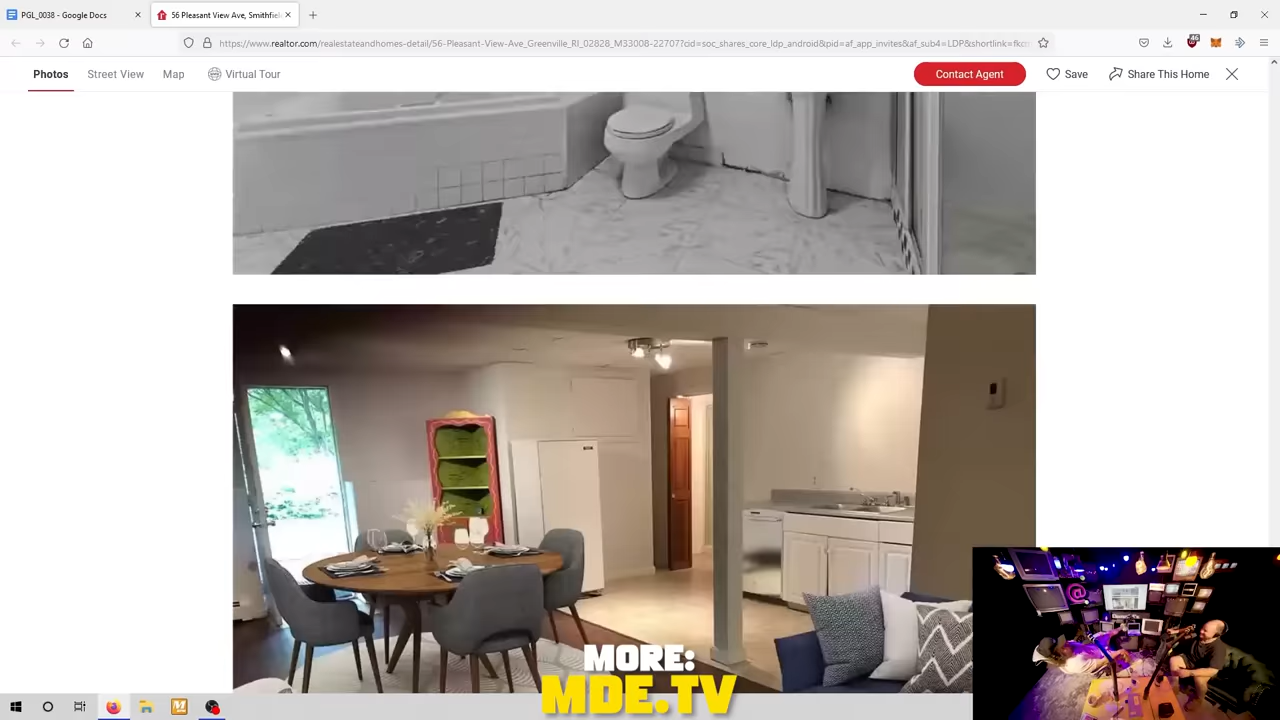 PGL_0038 - Google Docs
56 Pleasant View Ave, Smithfiel
https://www.realtor.com/realestateandhomes-detail/56-Pleasant-View-Ave_Greenville_RI_02828_M33008-22707?cid=soc_shares_core_ldp_android&pid=af_app_invites&af_sub4=LDP&shortlink=fkc
Photos
Street View
Map
Virtual Tour
Contact Agent
Save
Share This Home
MORE:
MDE.TV